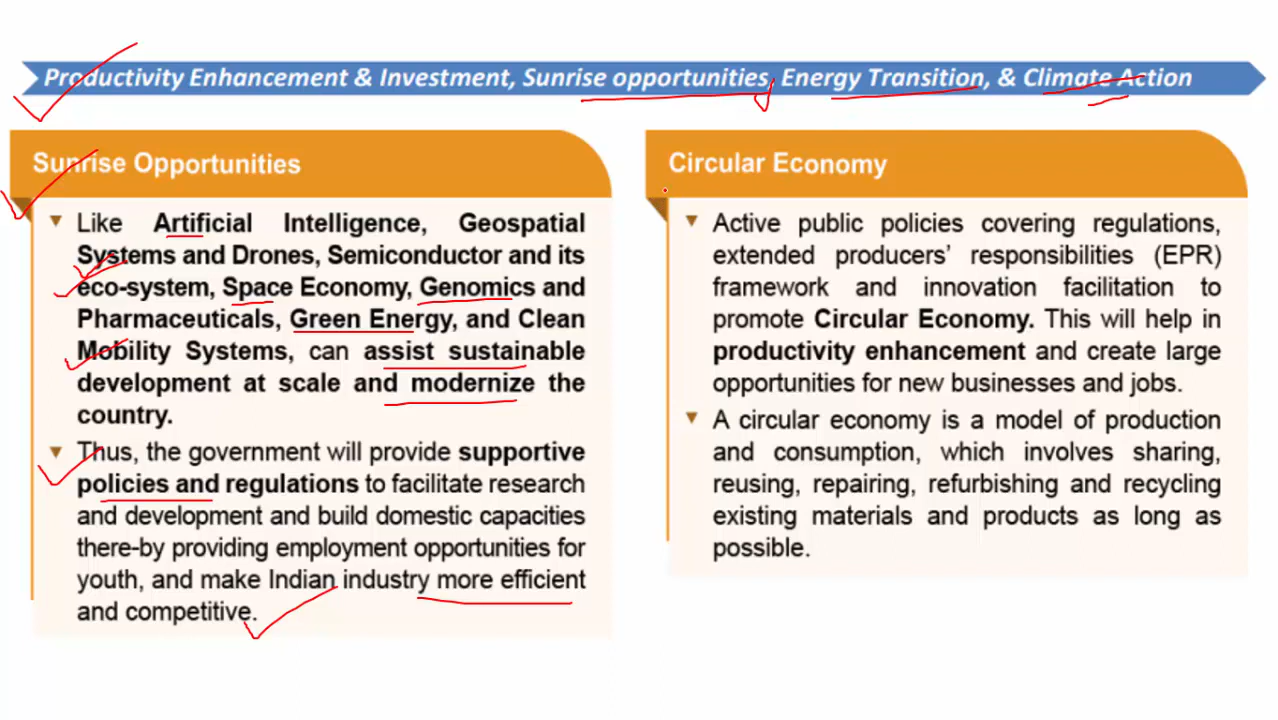 Productivity Enhancement & Investment, Sunrise opportunities, Energy Transition, & Climate Action
Sunrise Opportunities
Like Artificial Intelligence, Geospatial
Systems and Drones, Semiconductor and its
eco-system, Space Economy, Genomics and
Pharmaceuticals, Green Energy, and Clean
Mobility Systems, can assist sustainable
development at scale and modernize the
country.
Thus, the government will provide supportive
policies and regulations to facilitate research
and development and build domestic capacities
there-by providing employment opportunities for
youth, and make Indian industry more efficient
and competitive.
Circular Economy
Active public policies covering regulations,
extended producers' responsibilities (EPR)
framework and innovation facilitation to
promote Circular Economy. This will help in
productivity enhancement and create large
opportunities for new businesses and jobs.
A circular economy is a model of production
and consumption, which involves sharing,
reusing, repairing, refurbishing and recycling
existing materials and products as long as
possible.